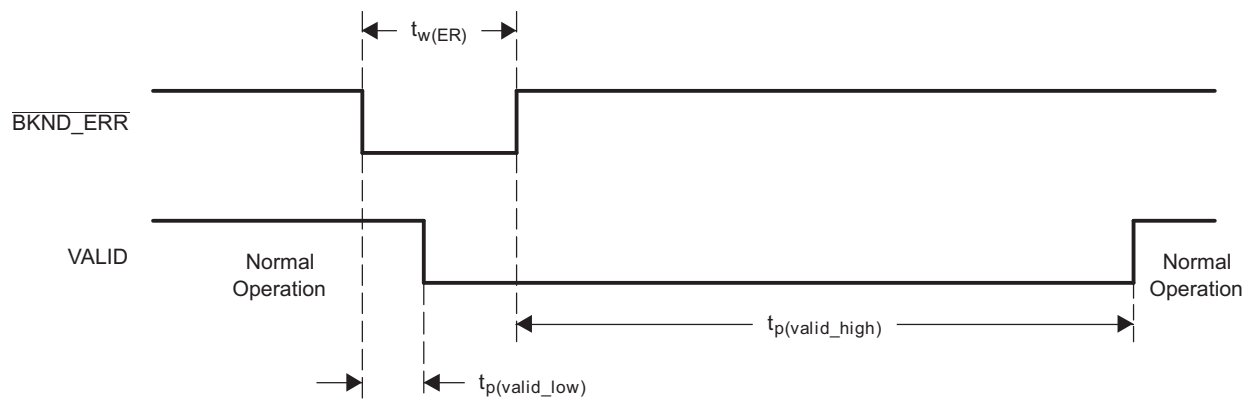 tw(ER)
BKND_ERR
VALID
Normal
Operation
Normal
Operation
tp(valid_high)
tp(valid_low)